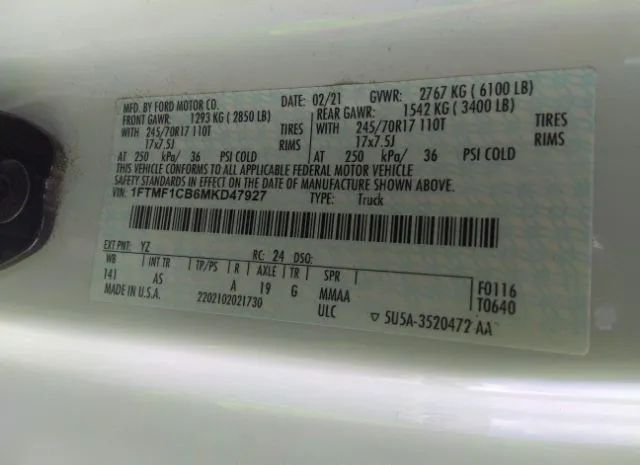 MFD. BY FORD MOTOR CO.
DATE: 02/21 GVWR: 2767 KG ( 6100 LB)
FRONT GAWR: 1293 KG ( 2850 LB) REAR GAWR: 1542 KG ( 3400 LB)
WITH 245/70R17 110T TIRES WITH 245/70R17 110T TIRES
17x7.5J RIMS 17x7.5J RIMS
AT 250 kPa/ 36 PSI COLD AT 250 kPa/ 36 PSI COLD
THIS VEHICLE CONFORMS TO ALL APPLICABLE FEDERAL MOTOR VEHICLE
SAFETY STANDARDS IN EFFECT ON THE DATE OF MANUFACTURE SHOWN ABOVE.
VIN: 1FTMF1CB6MKD47927 TYPE: Truck
EXT PNT: YZ RC: 24 DSO:
WB INT TR TP/PS R AXLE TR SPR
141 AS A 19 G MMAA F0116
MADE IN U.S.A. 2202102021730 ULC T0640
▽ 5U5A-3520472 AA